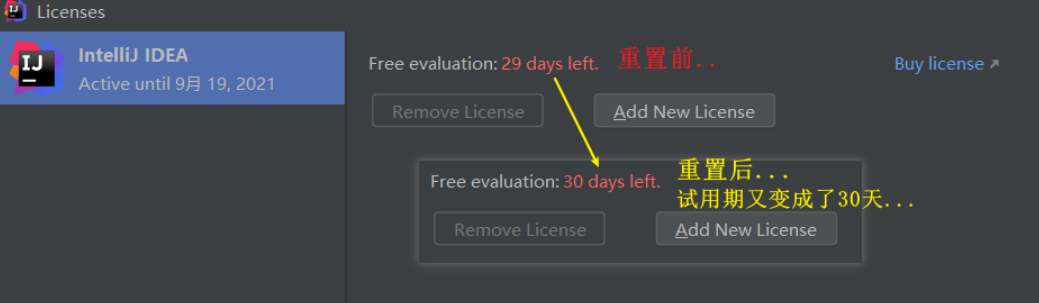 Licenses
IJ
IntelliJ IDEA
Active until 9月 19, 2021
Free evaluation: 29 days left. 重置前..
Buy license
Remove License
Add New License
重置后...
Free evaluation: 30 days left.
试用期又变成了30天...
Remove License
Add New License